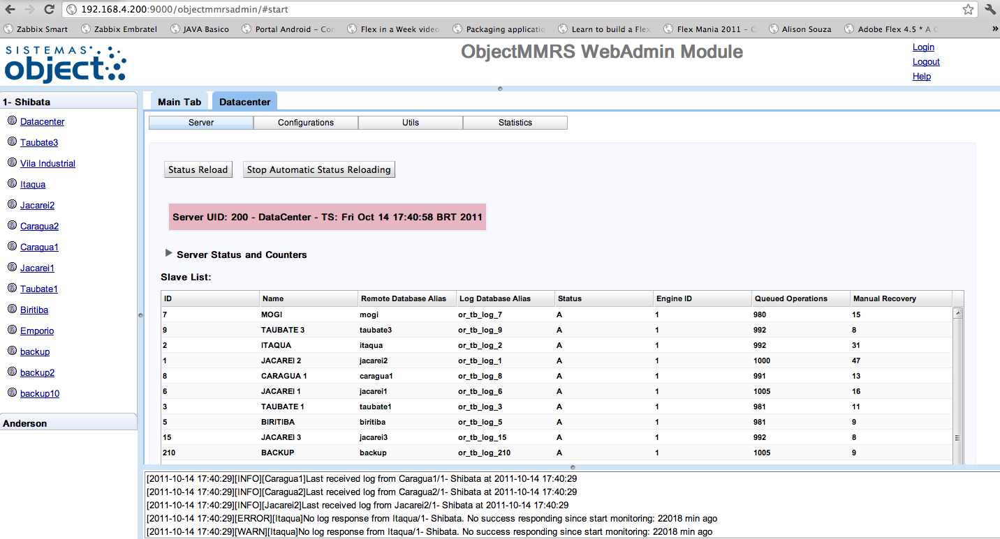 192.168.4.200:9000/objectmmrsadmin/#start
Zabbix Smart Zabbix Embratel JAVA Basico Portal Android – Con Flex in a Week video Packaging applicatio Learn to build a Flex Flex Mania 2011 – C Alison Souza Adobe Flex 4.5 * A C »
SISTEMAS
object
ObjectMMRS WebAdmin Module
Login
Logout
Help
1- Shibata
Datacenter
Taubate3
Vila Industrial
Itaqua
Jacarei2
Caragua2
Caragua1
Jacarei1
Taubate1
Biritiba
Emporio
backup
backup2
backup10
Anderson
Main Tab Datacenter
Server Configurations Utils Statistics
Status Reload Stop Automatic Status Reloading
Server UID: 200 - DataCenter - TS: Fri Oct 14 17:40:58 BRT 2011
Server Status and Counters
Slave List:
ID Name Remote Database Alias Log Database Alias Status Engine ID Queued Operations Manual Recovery
7 MOGI mogi or_tb_log_7 A 1 980 15
9 TAUBATE 3 taubate3 or_tb_log_9 A 1 992 8
2 ITAQUA itaqua or_tb_log_2 A 1 992 31
1 JACAREI 2 jacarei2 or_tb_log_1 A 1 1000 47
8 CARAGUA 1 caragua1 or_tb_log_8 A 1 991 13
6 JACAREI 1 jacarei1 or_tb_log_6 A 1 1005 16
3 TAUBATE 1 taubate1 or_tb_log_3 A 1 981 11
5 BIRITIBA biritiba or_tb_log_5 A 1 981 9
15 JACAREI 3 jacarei3 or_tb_log_15 A 1 992 8
210 BACKUP backup or_tb_log_210 A 1 1005 9
[2011-10-14 17:40:29][INFO][Caragua1]Last received log from Caragua1/1- Shibata at 2011-10-14 17:40:29
[2011-10-14 17:40:29][INFO][Caragua2]Last received log from Caragua2/1- Shibata at 2011-10-14 17:40:29
[2011-10-14 17:40:29][INFO][Jacarei2]Last received log from Jacarei2/1- Shibata at 2011-10-14 17:40:29
[2011-10-14 17:40:29][ERROR][Itaqua]No log response from Itaqua/1- Shibata. No success responding since start monitoring: 22018 min ago
[2011-10-14 17:40:29][WARN][Itaqua]No log response from Itaqua/1- Shibata. No success responding since start monitoring: 22018 min ago